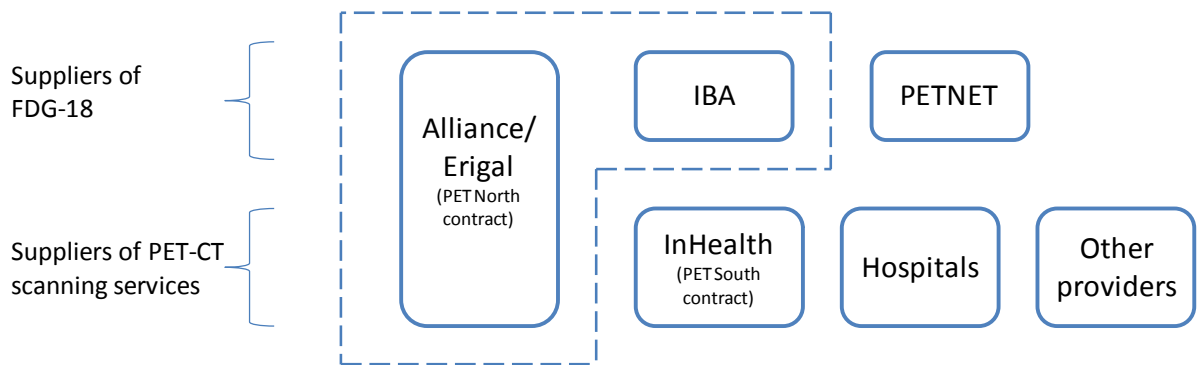 Suppliers of
FDG-18
Alliance/
Erigal
(PET North
contract)
IBA
PETNET
Suppliers of PET-CT
scanning services
InHealth
(PET South
contract)
Hospitals
Other
providers